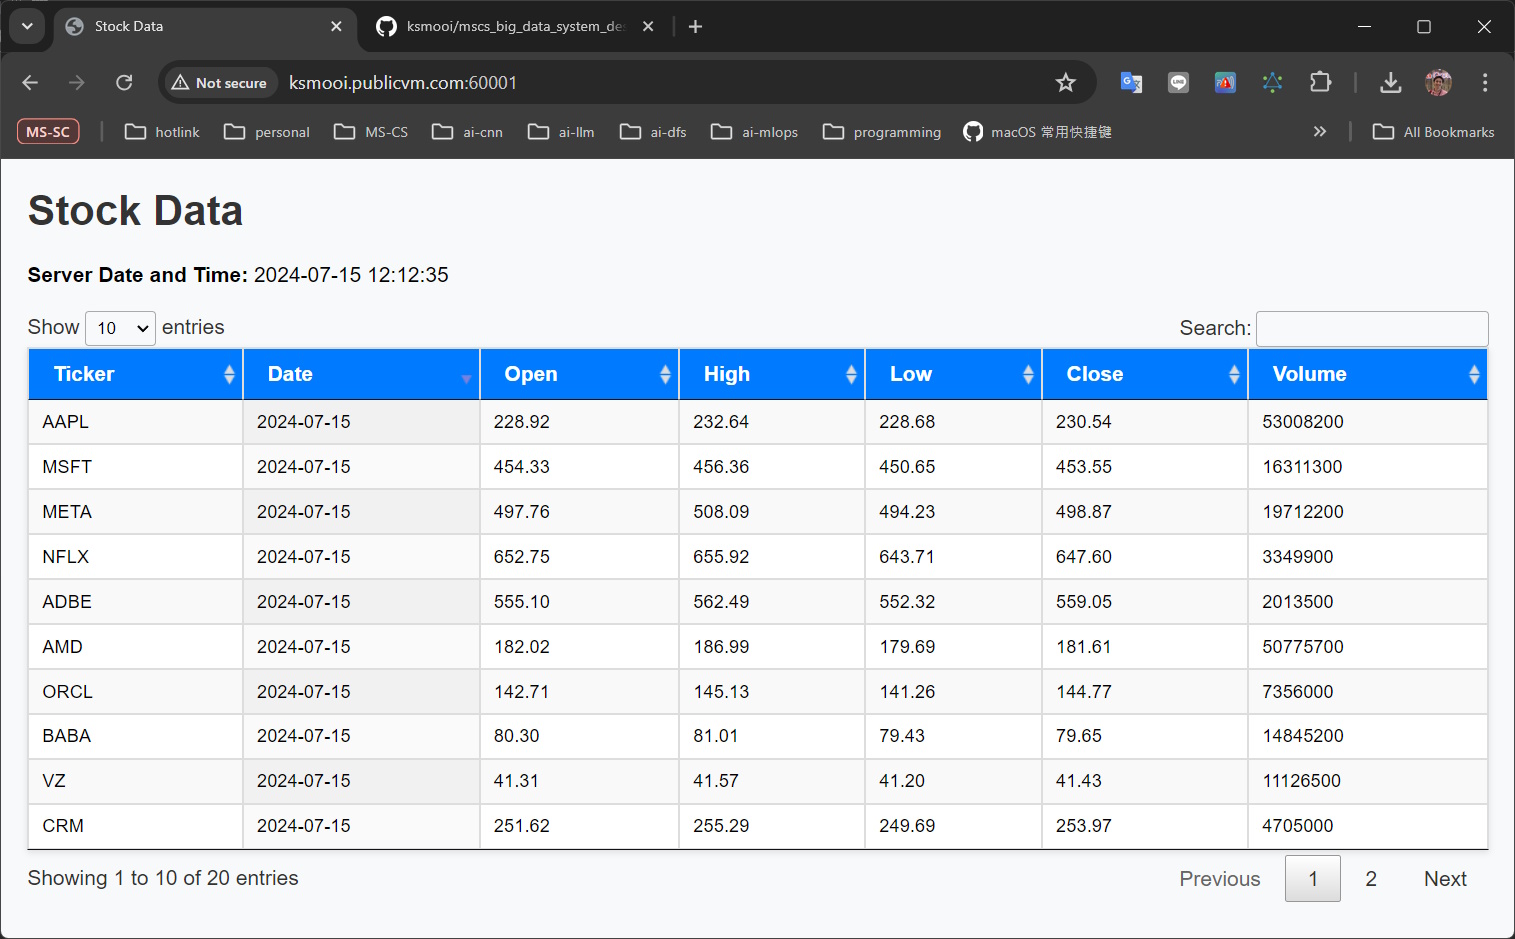 Stock Data
ksmooi/mscs_big_data_system_de
Not secure
ksmooi.publicvm.com:60001
MS-SC
hotlink
personal
MS-CS
ai-cnn
ai-llm
ai-dfs
ai-mlops
programming
macOS 常用快捷键
All Bookmarks
Stock Data
Server Date and Time: 2024-07-15 12:12:35
Show 10 entries
Search:
Ticker Date Open High Low Close Volume
AAPL 2024-07-15 228.92 232.64 228.68 230.54 53008200
MSFT 2024-07-15 454.33 456.36 450.65 453.55 16311300
META 2024-07-15 497.76 508.09 494.23 498.87 19712200
NFLX 2024-07-15 652.75 655.92 643.71 647.60 3349900
ADBE 2024-07-15 555.10 562.49 552.32 559.05 2013500
AMD 2024-07-15 182.02 186.99 179.69 181.61 50775700
ORCL 2024-07-15 142.71 145.13 141.26 144.77 7356000
BABA 2024-07-15 80.30 81.01 79.43 79.65 14845200
VZ 2024-07-15 41.31 41.57 41.20 41.43 11126500
CRM 2024-07-15 251.62 255.29 249.69 253.97 4705000
Showing 1 to 10 of 20 entries
Previous 1 2 Next